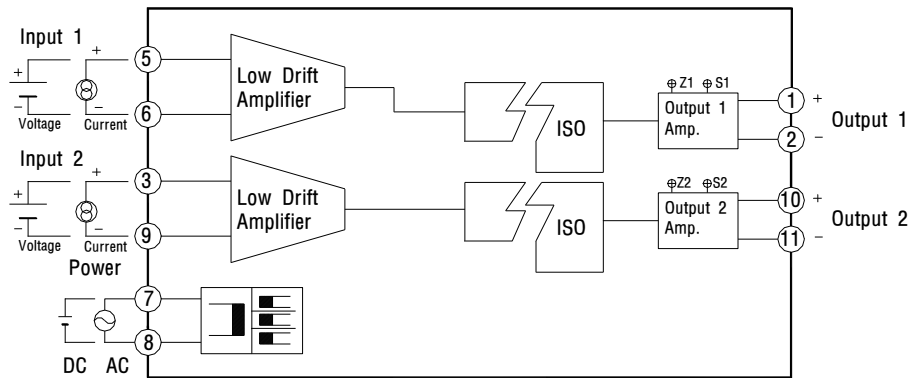 Input 1
+
+
5
−
−
6
Voltage
Current
Low Drift
Amplifier
ISO
Z1
S1
Output 1
Amp.
1
+
2
−
Output 1
Input 2
+
+
3
−
−
9
Voltage
Current
Low Drift
Amplifier
ISO
Z2
S2
Output 2
Amp.
10
+
11
−
Output 2
Power
7
8
DC
AC